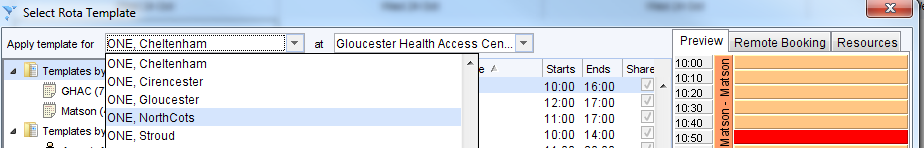 Select Rota Template
Apply template for ONE, Cheltenham at Gloucester Health Access Cen... Preview Remote Booking Resources
ONE, Cheltenham
ONE, Cirencester
ONE, Gloucester
ONE, NorthCots
ONE, Stroud
Templates by
GHAC (7
Matson (
Templates by
Starts Ends Share
10:00 16:00
12:00 17:00
11:00 17:00
10:00 14:00
10:00
10:10
10:20
10:30
10:40
10:50
Matson - Matson